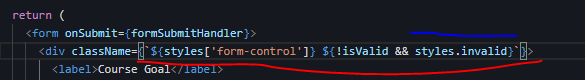 return (
<form onSubmit={formSubmitHandler}>
<div className={`${styles['form-control']} ${!isValid && styles.invalid}`}>
<label>Course Goal</label>